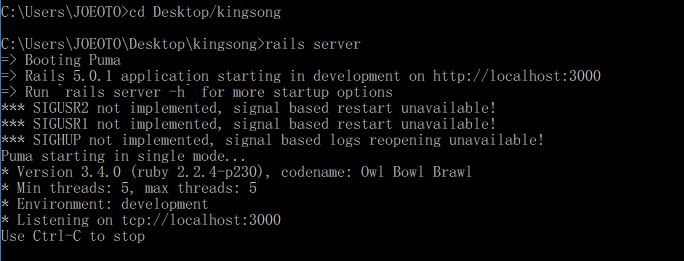 C:\Users\JOEOTO>cd Desktop/kingsong
C:\Users\JOEOTO\Desktop\kingsong>rails server
=> Booting Puma
=> Rails 5.0.1 application starting in development on http://localhost:3000
=> Run `rails server -h` for more startup options
*** SIGUSR2 not implemented, signal based restart unavailable!
*** SIGUSR1 not implemented, signal based restart unavailable!
*** SIGHUP not implemented, signal based logs reopening unavailable!
Puma starting in single mode...
* Version 3.4.0 (ruby 2.2.4-p230), codename: Owl Bowl Brawl
* Min threads: 5, max threads: 5
* Environment: development
* Listening on tcp://localhost:3000
Use Ctrl-C to stop